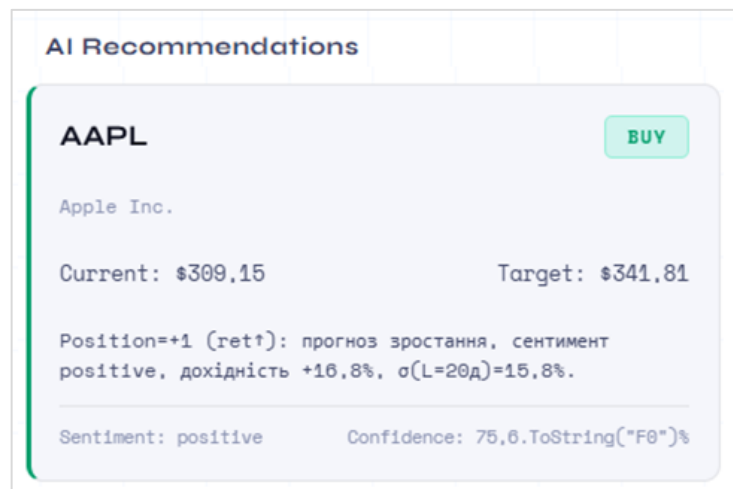 AI Recommendations
AAPL
BUY
Apple Inc.
Current: $309,15
Target: $341,81
Position=+1 (ret↑): прогноз зростання, сентимент
positive, дохідність +16,8%, σ(L=20д)=15,8%.
Sentiment: positive
Confidence: 75,6.ToString("F0")%